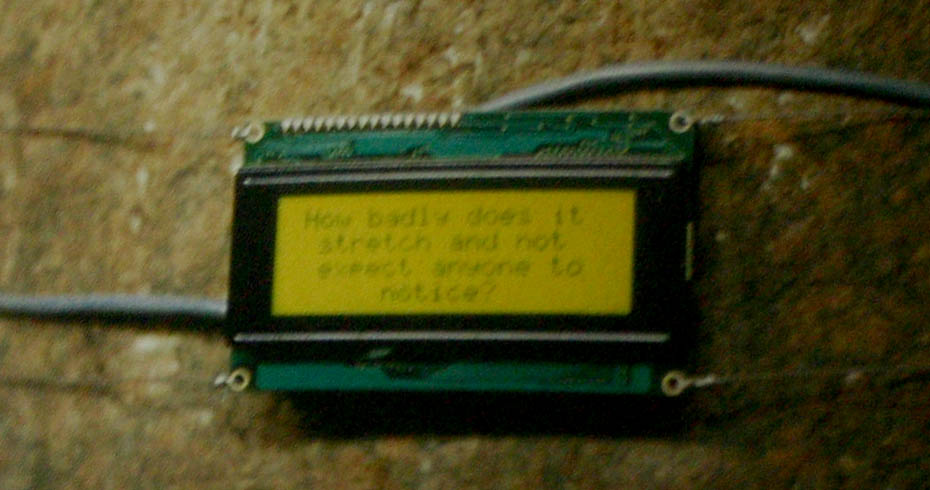 How badly does it
stretch and not
expect anyone to
notice?